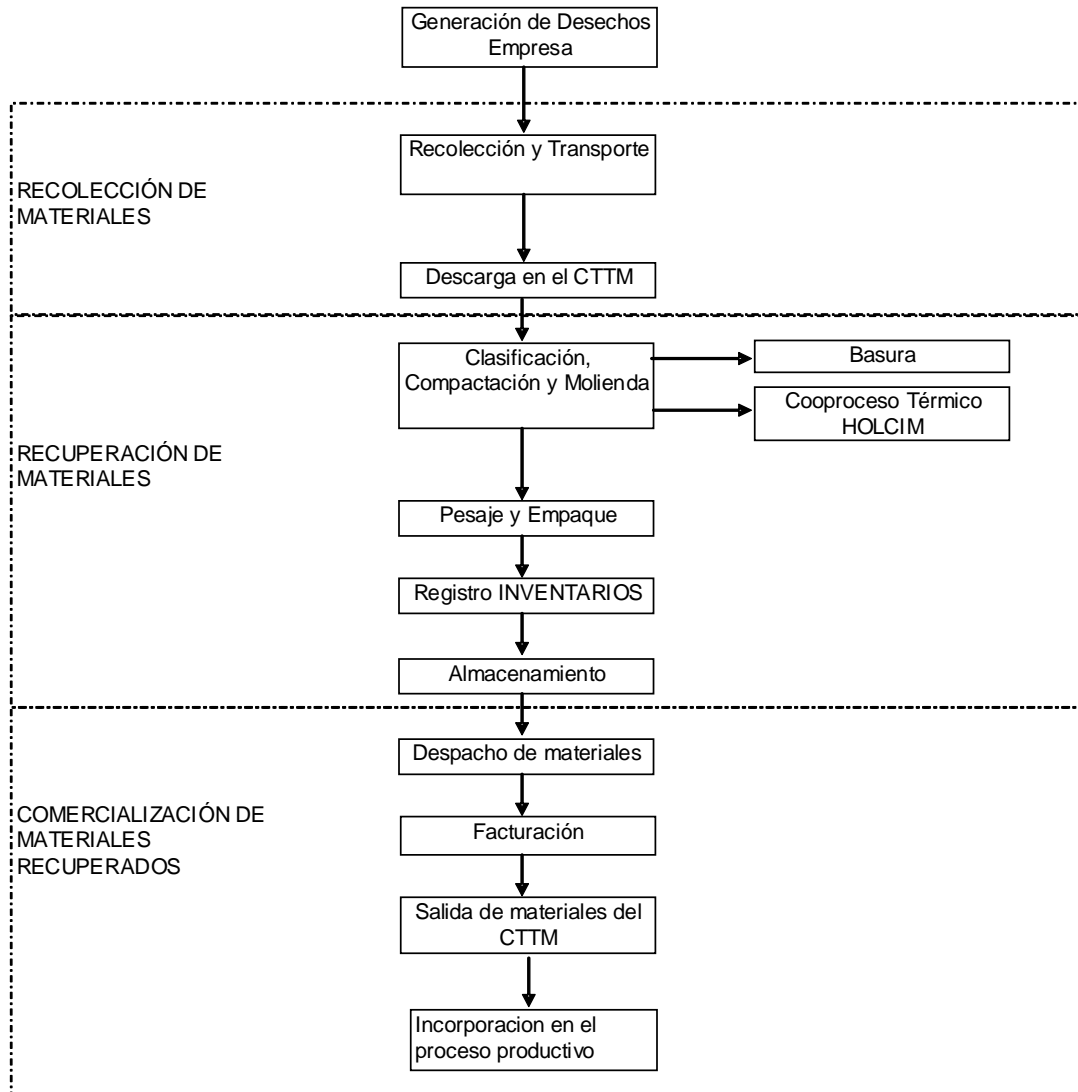 Generación de Desechos
Empresa
Recolección y Transporte
RECOLECCIÓN DE
MATERIALES
Descarga en el CTTM
Clasificación,
Compactación y Molienda
Basura
Cooproceso Térmico
HOLCIM
RECUPERACIÓN DE
MATERIALES
Pesaje y Empaque
Registro INVENTARIOS
Almacenamiento
Despacho de materiales
COMERCIALIZACIÓN DE
MATERIALES
RECUPERADOS
Facturación
Salida de materiales del
CTTM
Incorporacion en el
proceso productivo